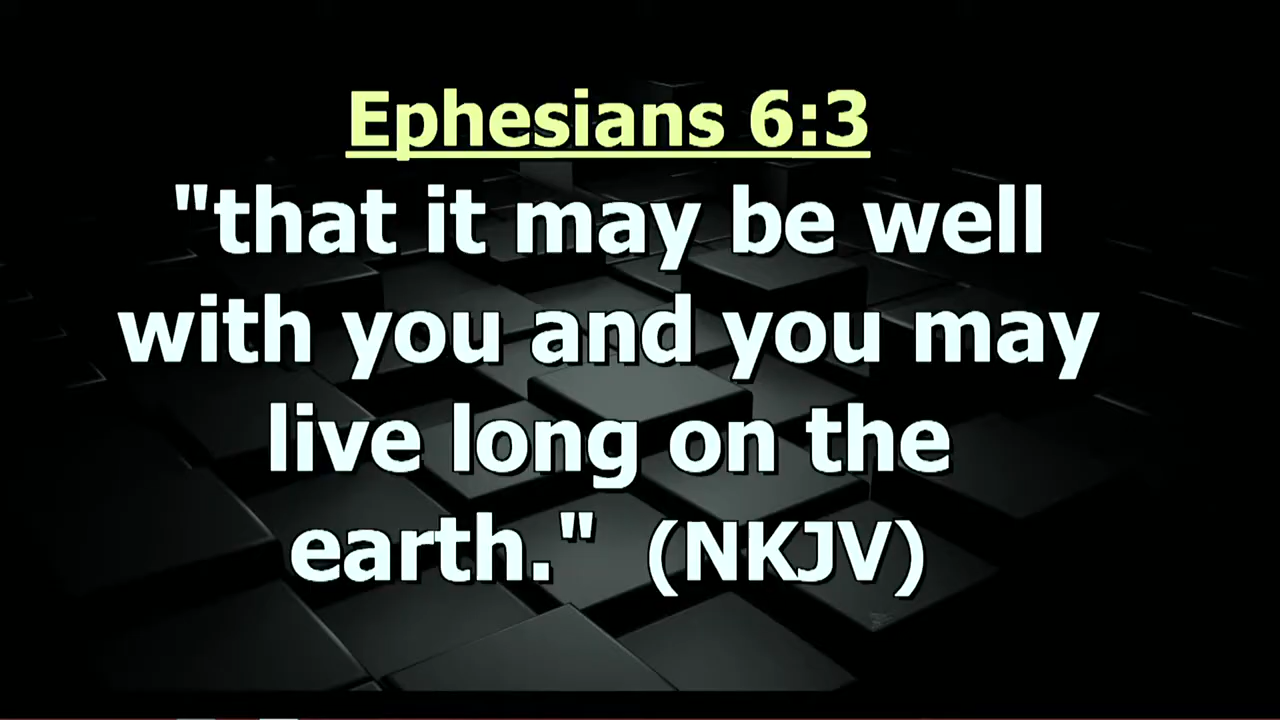 Ephesians 6:3
"that it may be well
with you and you may
live long on the
earth." (NKJV)